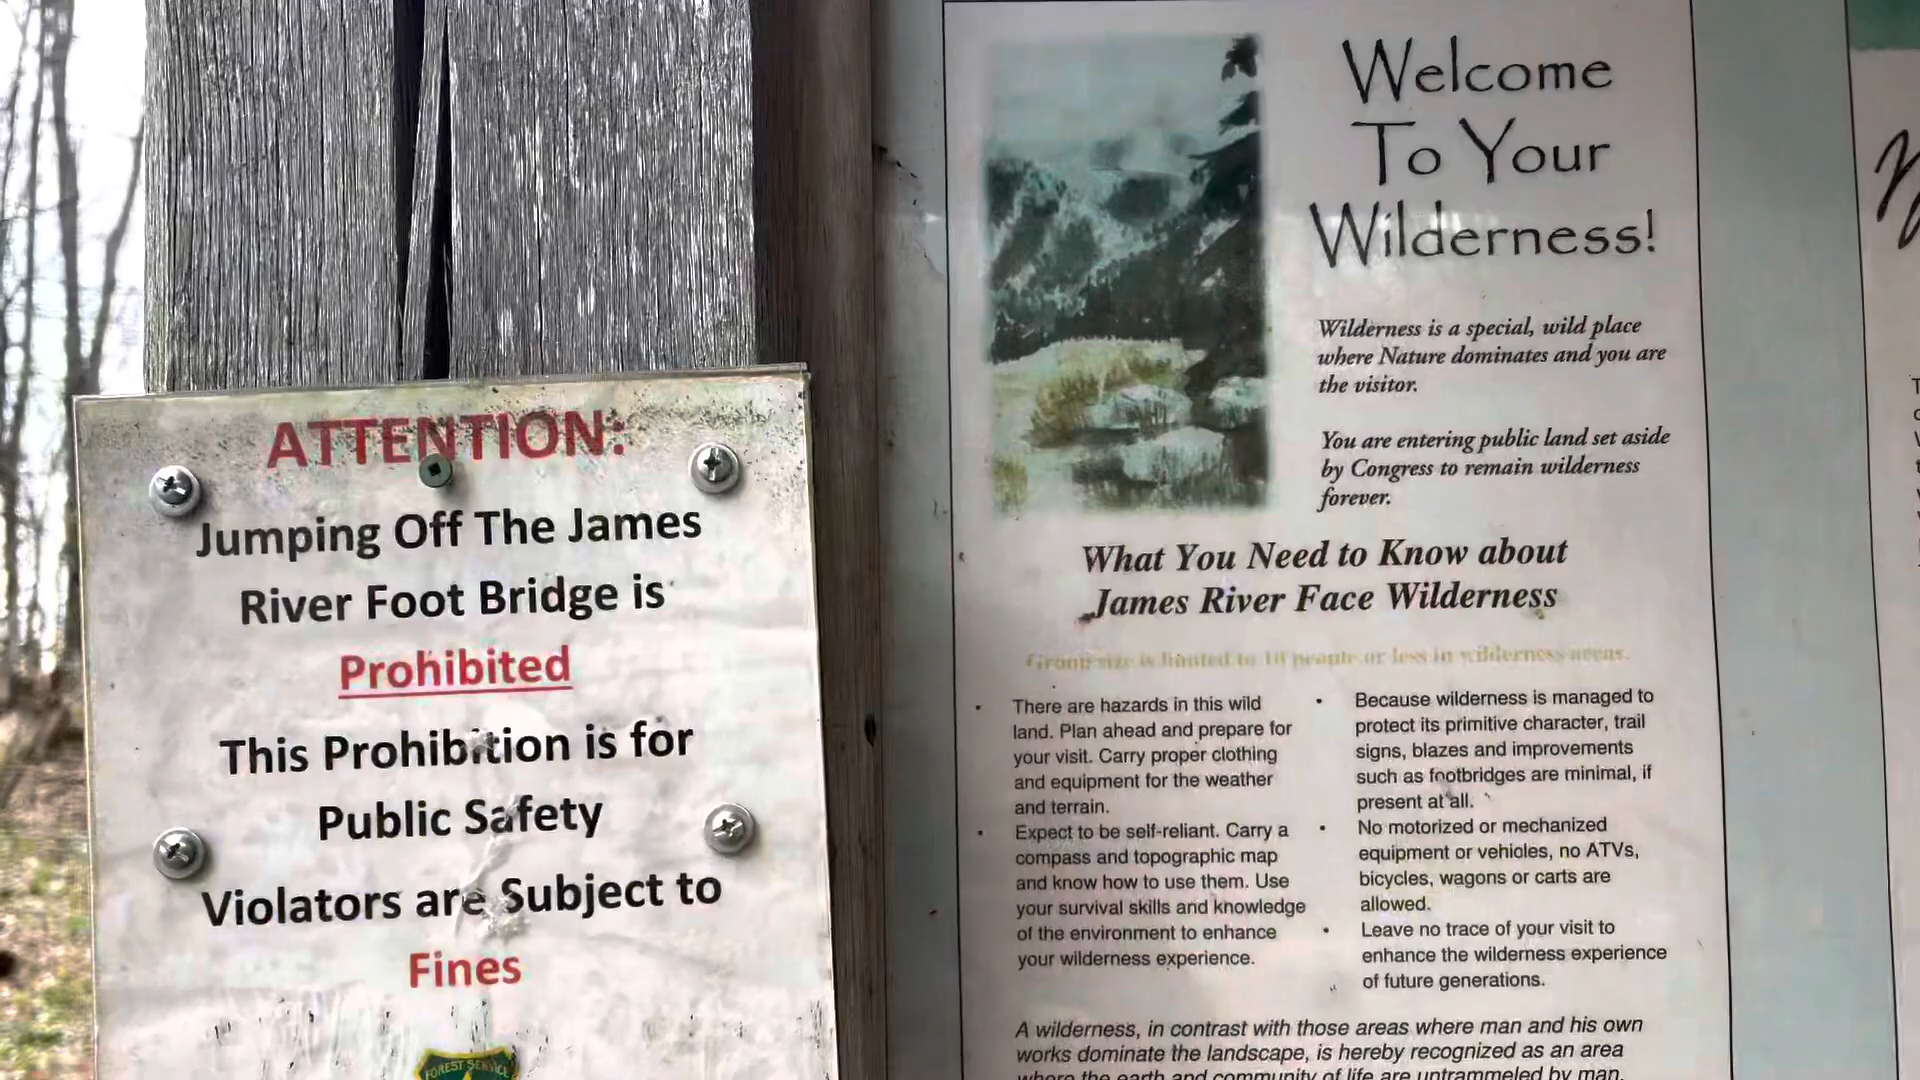 ATTENTION:
Jumping Off The James
River Foot Bridge is
Prohibited
This Prohibition is for
Public Safety
Violators are Subject to
Fines
FOREST SERVICE
Welcome
To Your
Wilderness!
Wilderness is a special, wild place
where Nature dominates and you are
the visitor.
You are entering public land set aside
by Congress to remain wilderness
forever.
What You Need to Know about
James River Face Wilderness
Group size is limited to 10 people or less in wilderness areas.
• There are hazards in this wild
land. Plan ahead and prepare for
your visit. Carry proper clothing
and equipment for the weather
and terrain.
• Expect to be self-reliant. Carry a
compass and topographic map
and know how to use them. Use
your survival skills and knowledge
of the environment to enhance
your wilderness experience.
• Because wilderness is managed to
protect its primitive character, trail
signs, blazes and improvements
such as footbridges are minimal, if
present at all.
• No motorized or mechanized
equipment or vehicles, no ATVs,
bicycles, wagons or carts are
allowed.
• Leave no trace of your visit to
enhance the wilderness experience
of future generations.
A wilderness, in contrast with those areas where man and his own
works dominate the landscape, is hereby recognized as an area
where the earth and community of life are untrammeled by man,